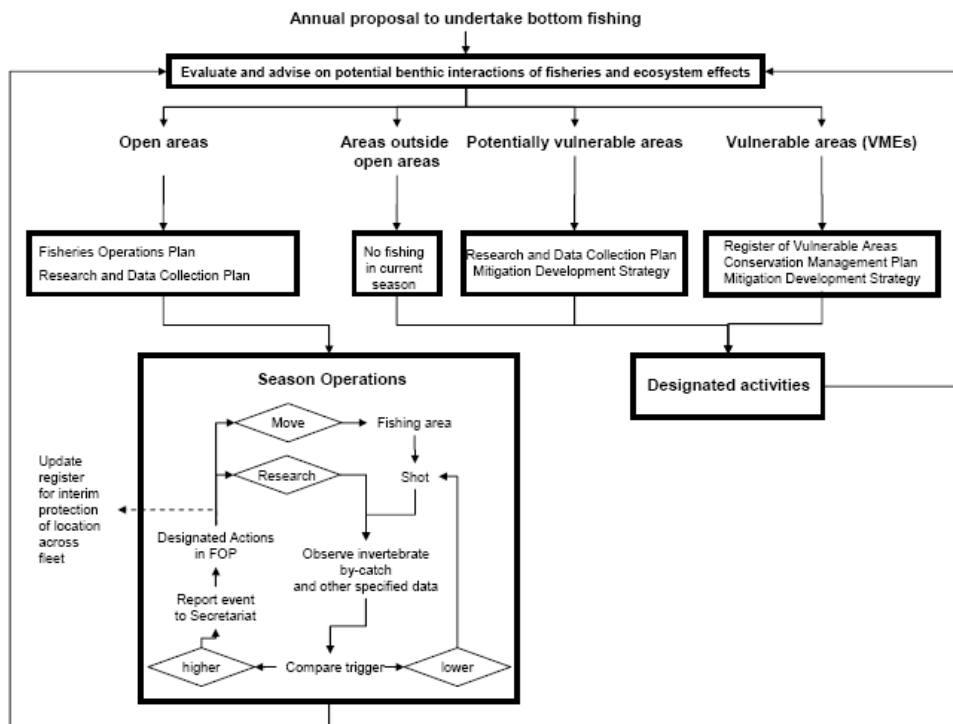 Annual proposal to undertake bottom fishing
Evaluate and advise on potential benthic interactions of fisheries and ecosystem effects
Open areas
Areas outside
open areas
Potentially vulnerable areas
Vulnerable areas (VMEs)
Fisheries Operations Plan
Research and Data Collection Plan
No fishing
in current
season
Research and Data Collection Plan
Mitigation Development Strategy
Register of Vulnerable Areas
Conservation Management Plan
Mitigation Development Strategy
Designated activities
Season Operations
Move
Fishing area
Research
Shot
Update
register
for interim
protection
of location
across
fleet
Designated Actions
in FOP
Observe invertebrate
by-catch
and other specified data
Report event
to Secretariat
higher
Compare trigger
lower